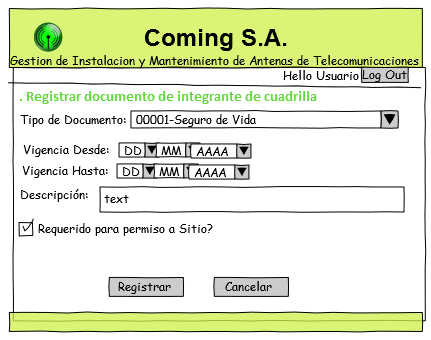 Coming S.A.
Gestion de Instalacion y Mantenimiento de Antenas de Telecomunicaciones
Hello Usuario Log Out
. Registrar documento de integrante de cuadrilla
Tipo de Documento: 00001-Seguro de Vida
Vigencia Desde: DD MM AAAA
Vigencia Hasta: DD MM AAAA
Descripción: text
Requerido para permiso a Sitio?
Registrar Cancelar